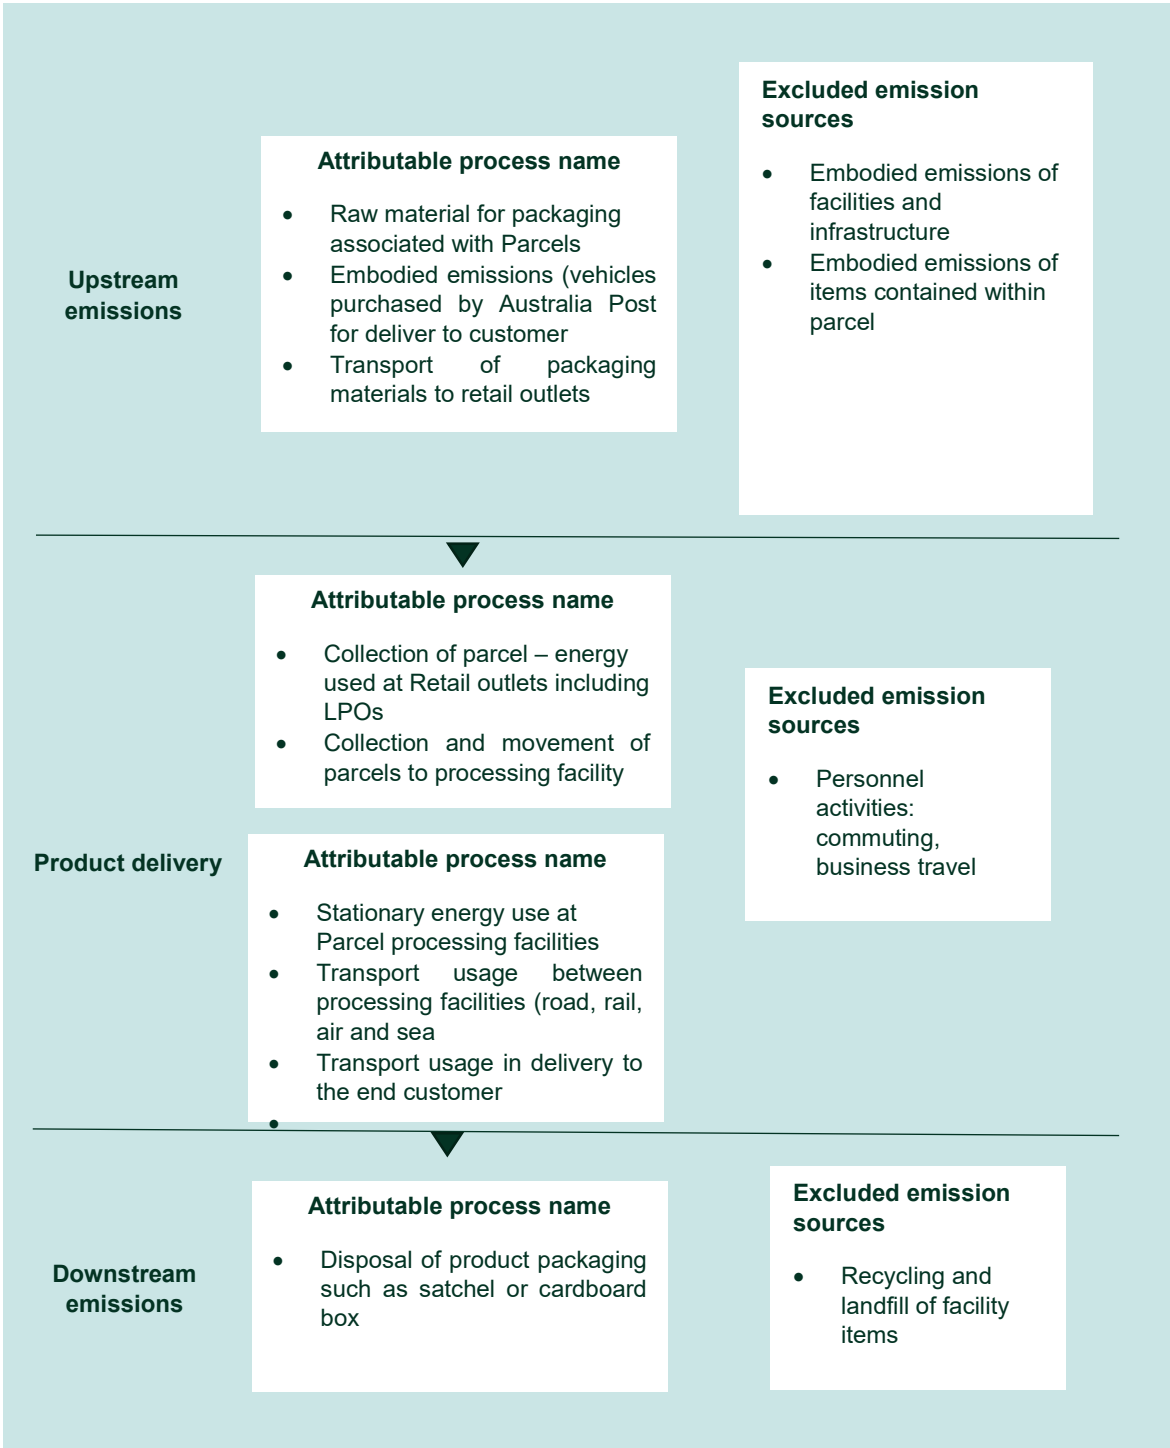 Upstream
emissions
Attributable process name
• Raw material for packaging
associated with Parcels
• Embodied emissions (vehicles
purchased by Australia Post
for deliver to customer
• Transport of packaging
materials to retail outlets
Excluded emission
sources
• Embodied emissions of
facilities and
infrastructure
• Embodied emissions of
items contained within
parcel
Product delivery
Attributable process name
• Collection of parcel – energy
used at Retail outlets including
LPOs
• Collection and movement of
parcels to processing facility
Attributable process name
• Stationary energy use at
Parcel processing facilities
• Transport usage between
processing facilities (road, rail,
air and sea
• Transport usage in delivery to
the end customer
•
Excluded emission
sources
• Personnel
activities:
commuting,
business travel
Downstream
emissions
Attributable process name
• Disposal of product packaging
such as satchel or cardboard
box
Excluded emission
sources
• Recycling and
landfill of facility
items